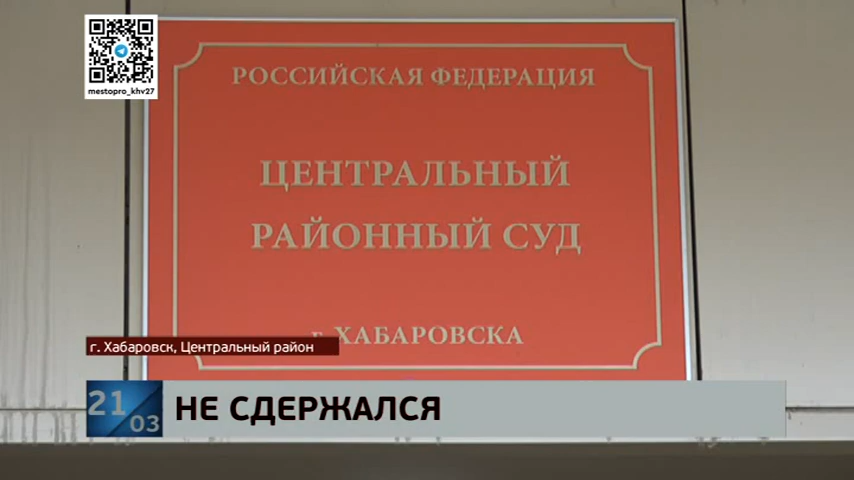 mestopro_khv27
РОССИЙСКАЯ ФЕДЕРАЦИЯ
ЦЕНТРАЛЬНЫЙ
РАЙОННЫЙ СУД
г. ХАБАРОВСКА
г. Хабаровск, Центральный район
21
03
НЕ СДЕРЖАЛСЯ